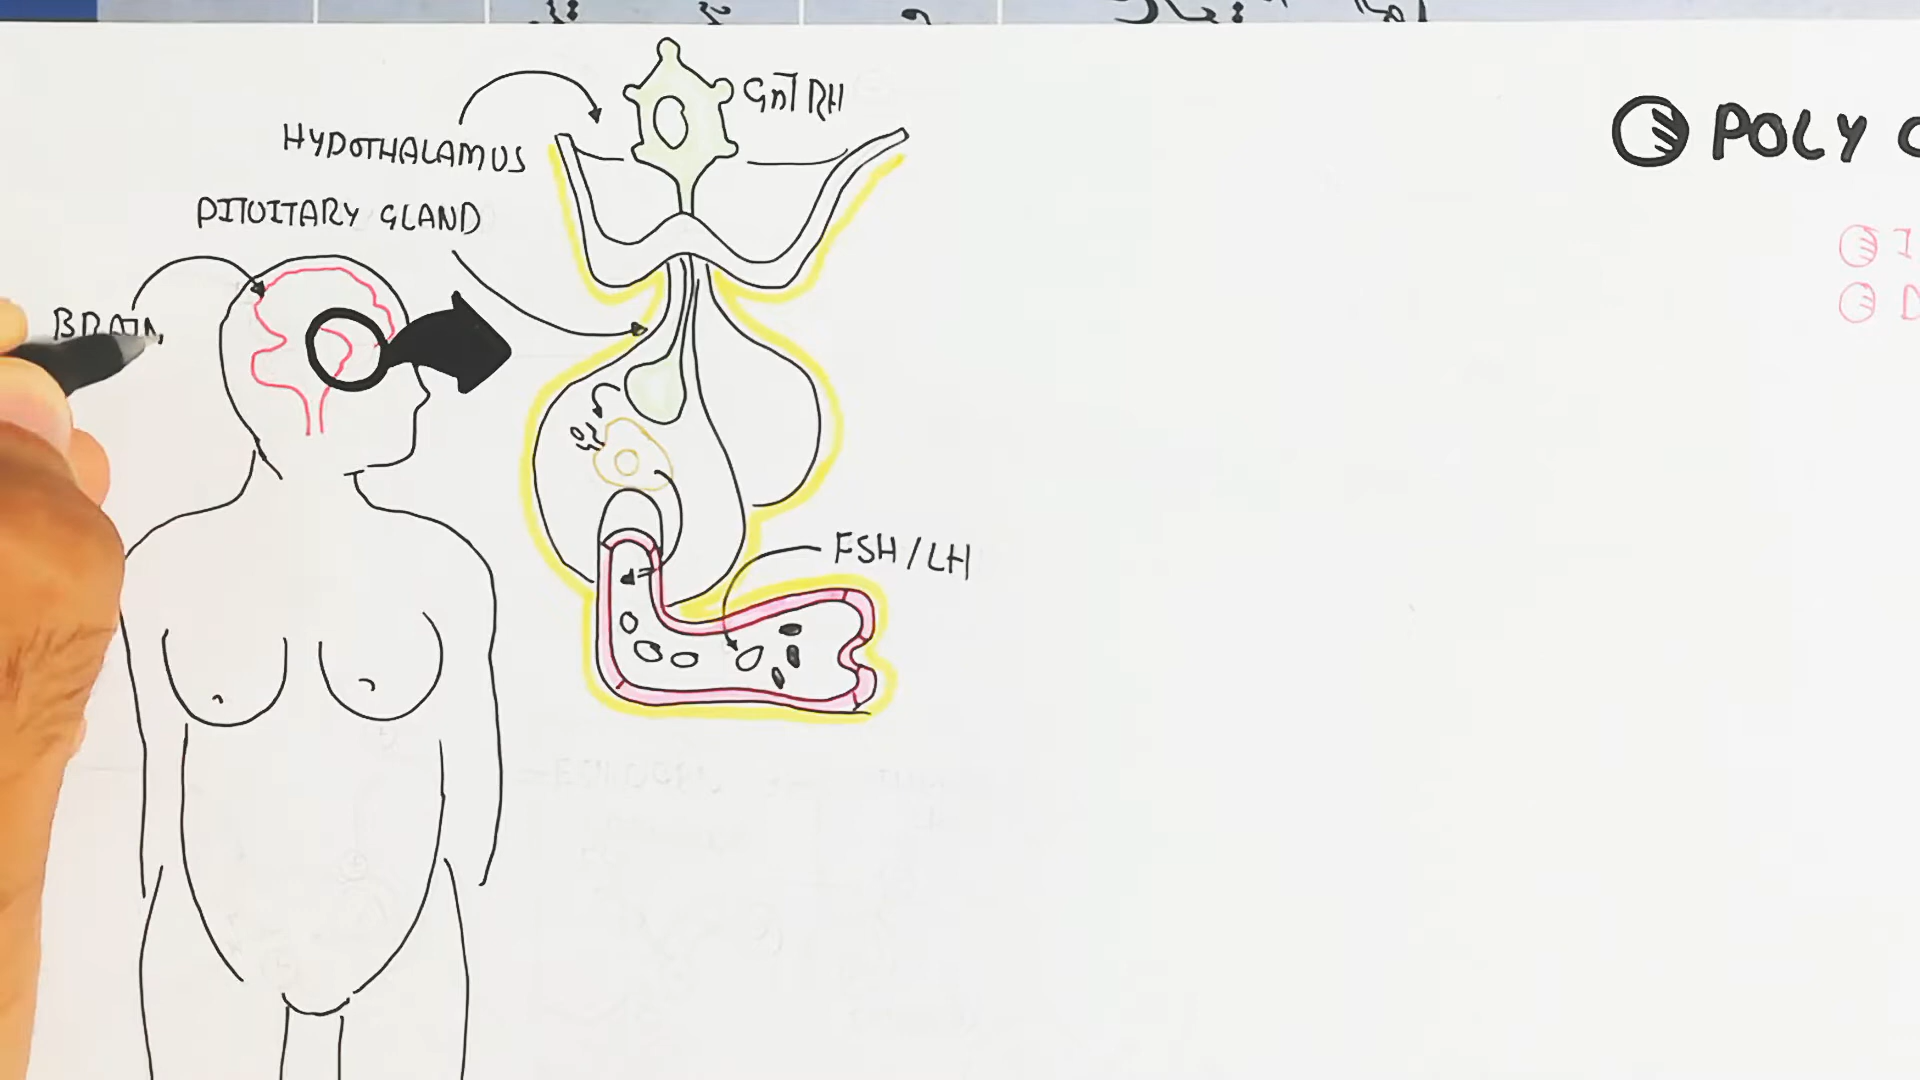 GnRH
HYPOTHALAMUS
PITUITARY GLAND
BRAIN
FSH/LH
POLY